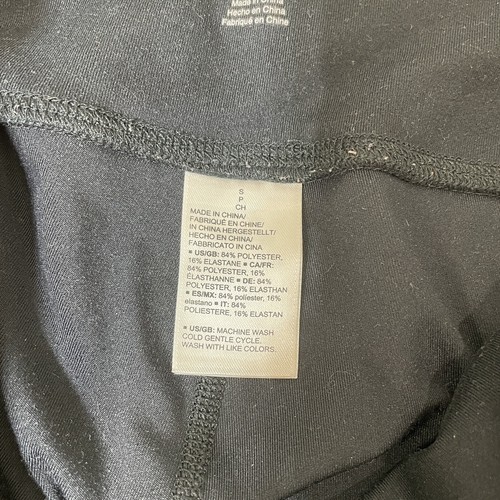 Made in China
Hecho en China
Fabriqué en Chine
S
P
CH
MADE IN CHINA/
FABRIQUÉ EN CHINE/
IN CHINA HERGESTELLT/
HECHO EN CHINA/
FABBRICATO IN CINA
▪ US/GB: 84% POLYESTER,
16% ELASTANE ▪ CA/FR:
84% POLYESTER, 16%
ÉLASTHANNE ▪ DE: 84%
POLYESTER, 16% ELASTHAN
▪ ES/MX: 84% poliéster, 16%
elastano ▪ IT: 84%
POLIESTERE, 16% ELASTAN
▪ US/GB: MACHINE WASH
COLD GENTLE CYCLE.
WASH WITH LIKE COLORS.